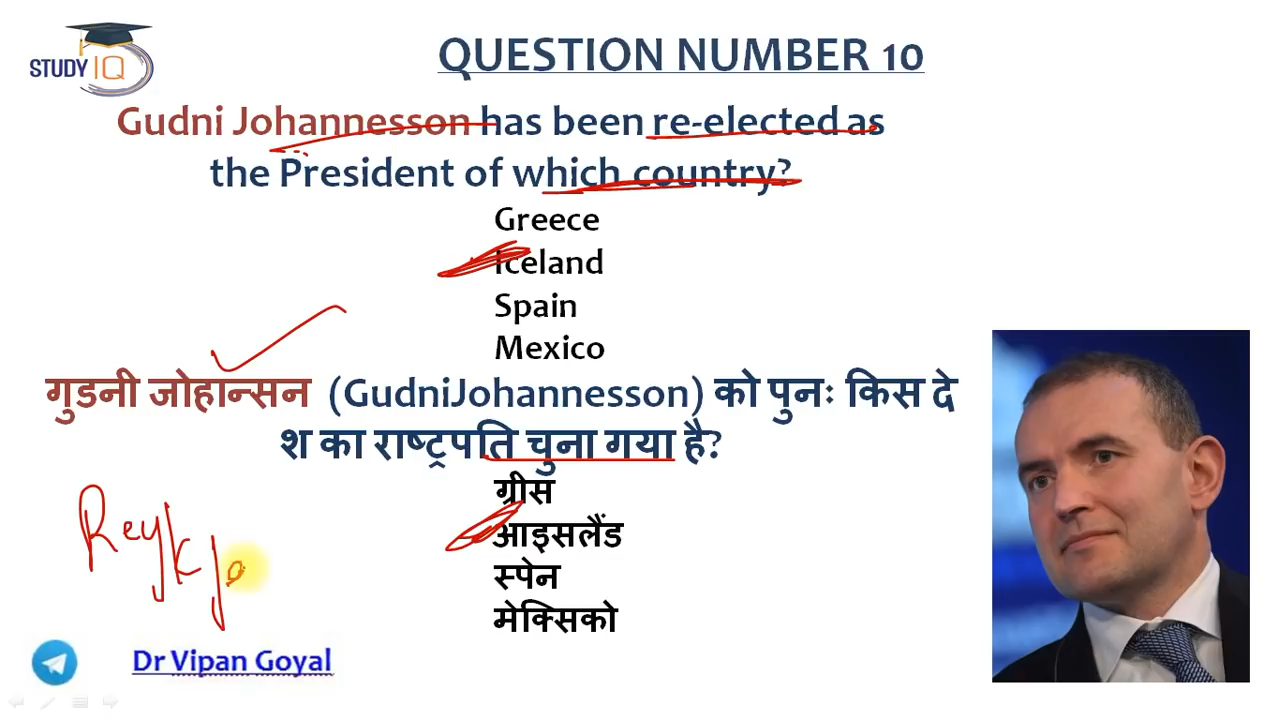 STUDY IQ
QUESTION NUMBER 10
Gudni Johannesson has been re-elected as
the President of which country?
Greece
Iceland
Spain
Mexico
गुडनी जोहान्सन (GudniJohannesson) को पुनः किस दे
श का राष्ट्रपति चुना गया है?
ग्रीस
आइसलैंड
स्पेन
मेक्सिको
Reykja
Dr Vipan Goyal